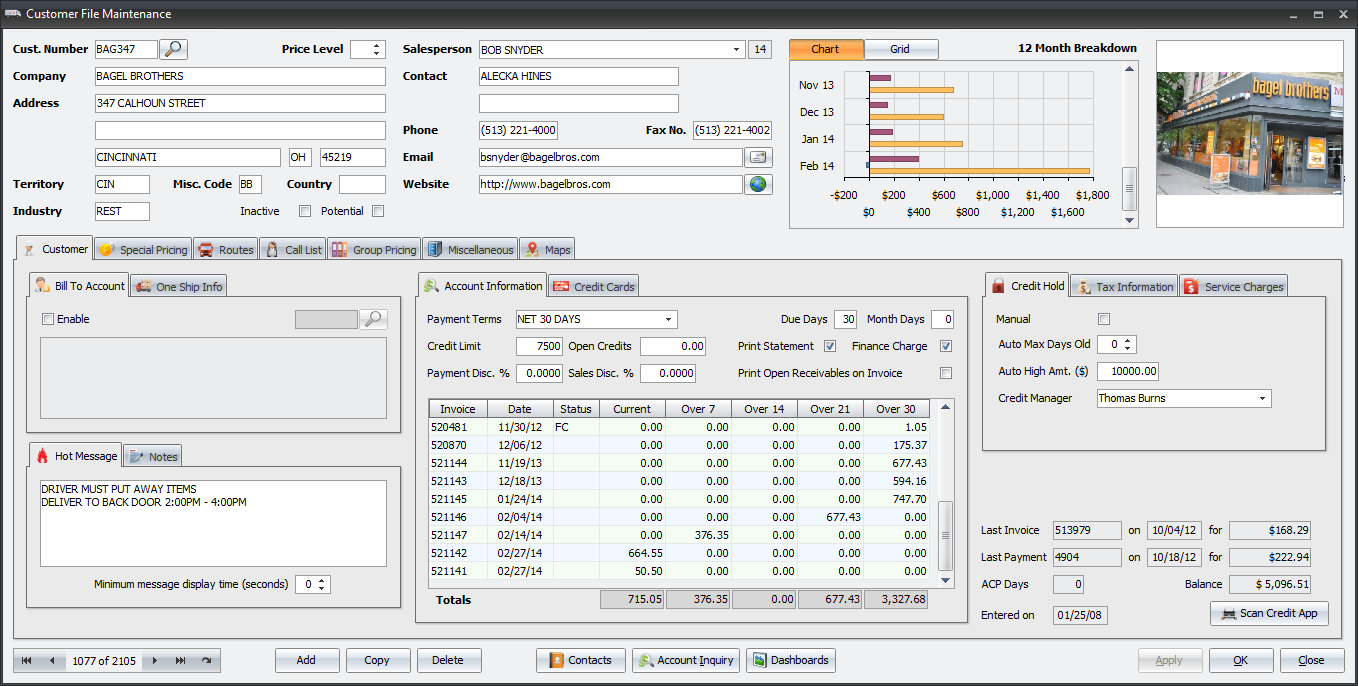 Customer File Maintenance
Cust. Number BAG347 Price Level Salesperson BOB SNYDER 14
Company BAGEL BROTHERS Contact ALECKA HINES
Address 347 CALHOUN STREET
Phone (513) 221-4000 Fax No. (513) 221-4002
CINCINNATI OH 45219 Email bsnyder@bagelbros.com
Territory CIN Misc. Code BB Country Website http://www.bagelbros.com
Industry REST Inactive Potential
Chart Grid 12 Month Breakdown
Nov 13
Dec 13
Jan 14
Feb 14
-$200 $200 $600 $1,000 $1,400 $1,800
$0 $400 $800 $1,200 $1,600
bagel brothers M
Customer Special Pricing Routes Call List Group Pricing Miscellaneous Maps
Bill To Account One Ship Info
Enable
Hot Message Notes
DRIVER MUST PUT AWAY ITEMS
DELIVER TO BACK DOOR 2:00PM - 4:00PM
Minimum message display time (seconds) 0
Account Information Credit Cards
Payment Terms NET 30 DAYS Due Days 30 Month Days 0
Credit Limit 7500 Open Credits 0.00 Print Statement Finance Charge
Payment Disc. % 0.0000 Sales Disc. % 0.0000 Print Open Receivables on Invoice
Invoice Date Status Current Over 7 Over 14 Over 21 Over 30
520481 11/30/12 FC 0.00 0.00 0.00 0.00 1.05
520870 12/06/12 0.00 0.00 0.00 0.00 175.37
521144 11/19/13 0.00 0.00 0.00 0.00 677.43
521143 12/18/13 0.00 0.00 0.00 0.00 594.16
521145 01/24/14 0.00 0.00 0.00 0.00 747.70
521146 02/04/14 0.00 0.00 0.00 677.43 0.00
521147 02/14/14 0.00 376.35 0.00 0.00 0.00
521142 02/27/14 664.55 0.00 0.00 0.00 0.00
521141 02/27/14 50.50 0.00 0.00 0.00 0.00
Totals 715.05 376.35 0.00 677.43 3,327.68
Credit Hold Tax Information Service Charges
Manual
Auto Max Days Old 0
Auto High Amt. ($) 10000.00
Credit Manager Thomas Burns
Last Invoice 513979 on 10/04/12 for $168.29
Last Payment 4904 on 10/18/12 for $222.94
ACP Days 0 Balance $ 5,096.51
Entered on 01/25/08 Scan Credit App
1077 of 2105 Add Copy Delete Contacts Account Inquiry Dashboards Apply OK Close